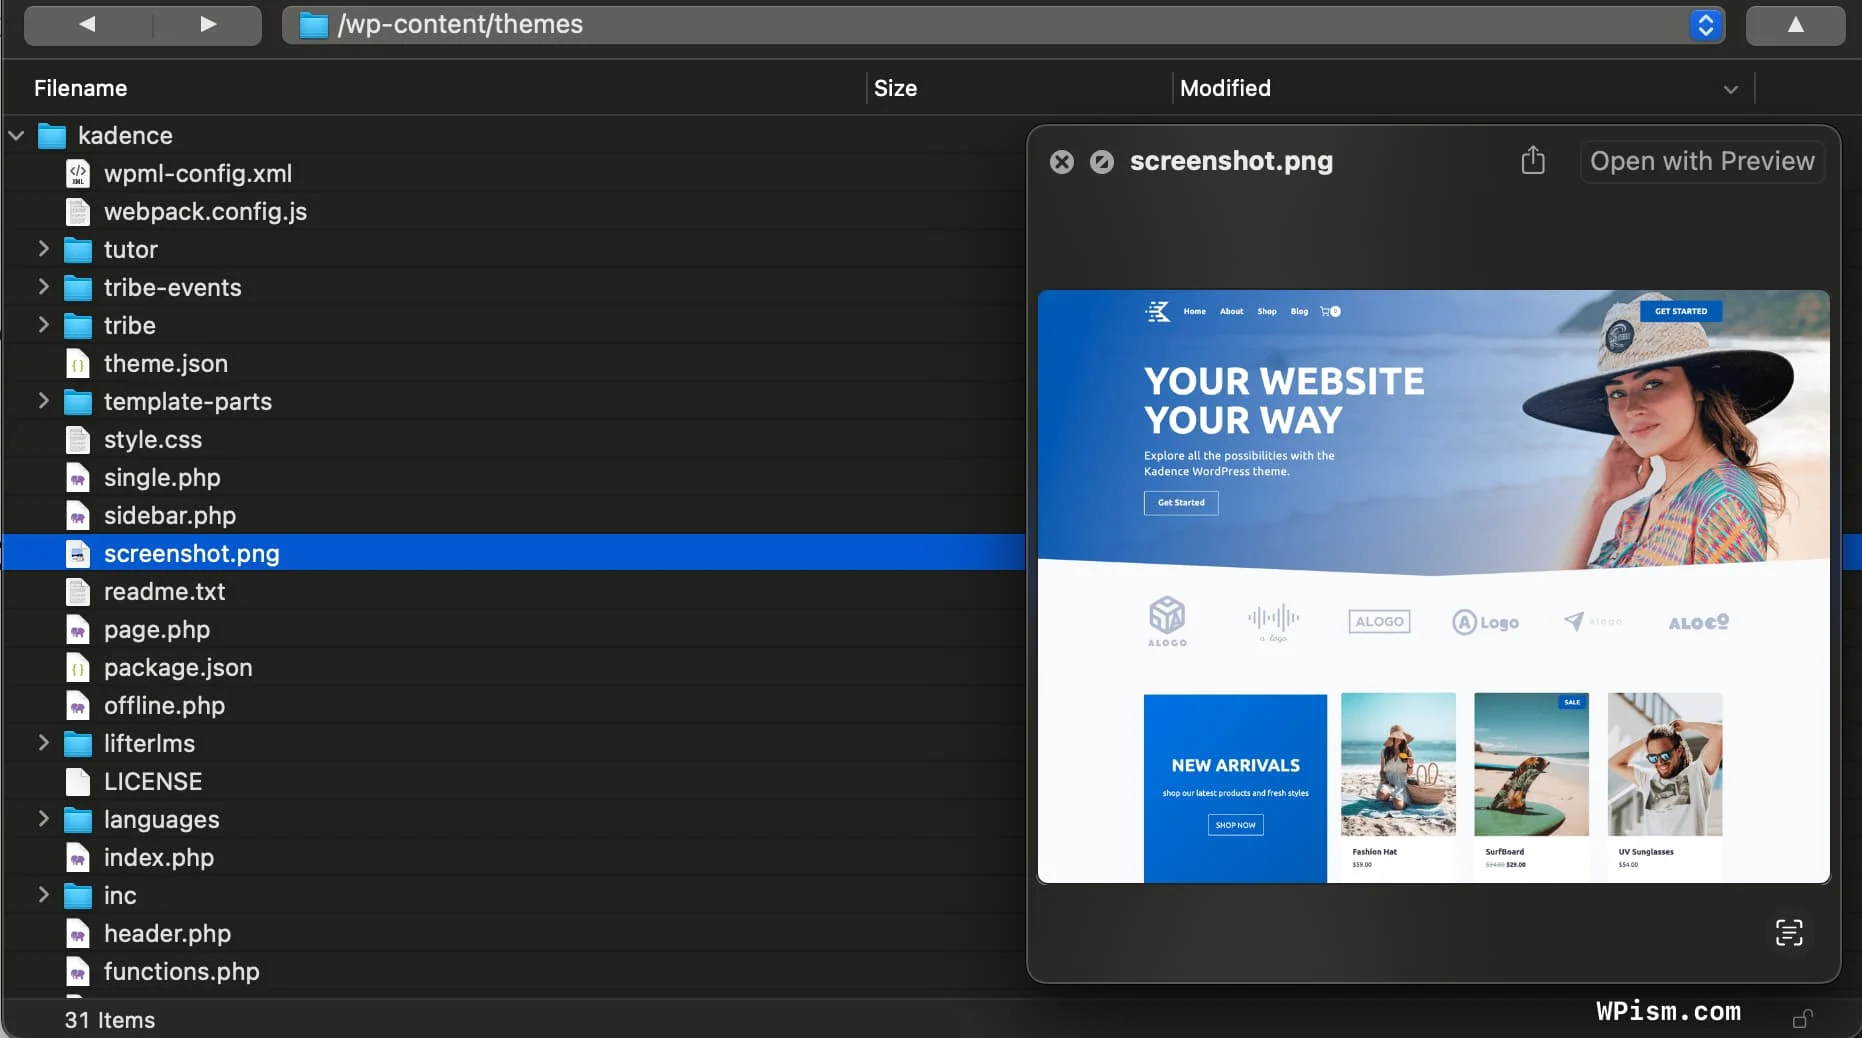 /wp-content/themes
Filename Size Modified
kadence
wpml-config.xml
webpack.config.js
tutor
tribe-events
tribe
theme.json
template-parts
style.css
single.php
sidebar.php
screenshot.png
readme.txt
page.php
package.json
offline.php
lifterlms
LICENSE
languages
index.php
inc
header.php
functions.php
31 Items
screenshot.png Open with Preview
Home About Shop Blog 0 GET STARTED
YOUR WEBSITE
YOUR WAY
Explore all the possibilities with the
Kadence WordPress theme.
Get Started
ALOGO
a logo
ALOGO
A Logo
alogo
ALOGO
NEW ARRIVALS
shop our latest products and fresh styles
SHOP NOW
Fashion Hat
$59.00
SALE
SurfBoard
$34.00 $29.00
UV Sunglasses
$54.00
WPism.com